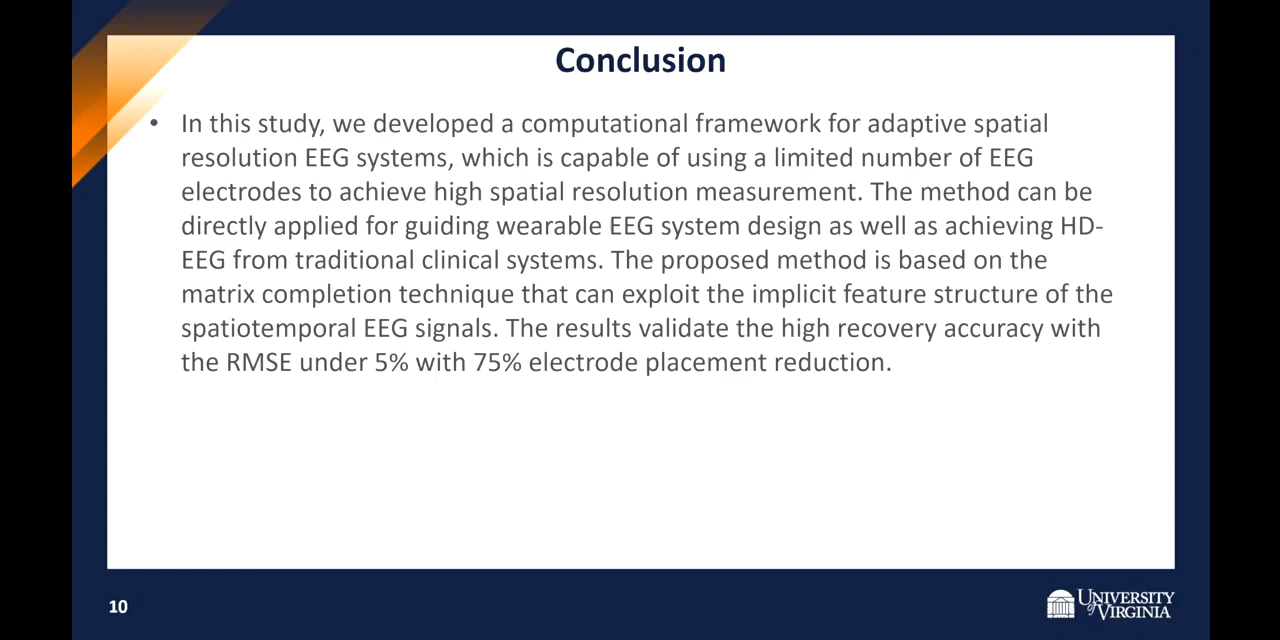 Conclusion
• In this study, we developed a computational framework for adaptive spatial
resolution EEG systems, which is capable of using a limited number of EEG
electrodes to achieve high spatial resolution measurement. The method can be
directly applied for guiding wearable EEG system design as well as achieving HD-
EEG from traditional clinical systems. The proposed method is based on the
matrix completion technique that can exploit the implicit feature structure of the
spatiotemporal EEG signals. The results validate the high recovery accuracy with
the RMSE under 5% with 75% electrode placement reduction.
10
UNIVERSITY
of VIRGINIA